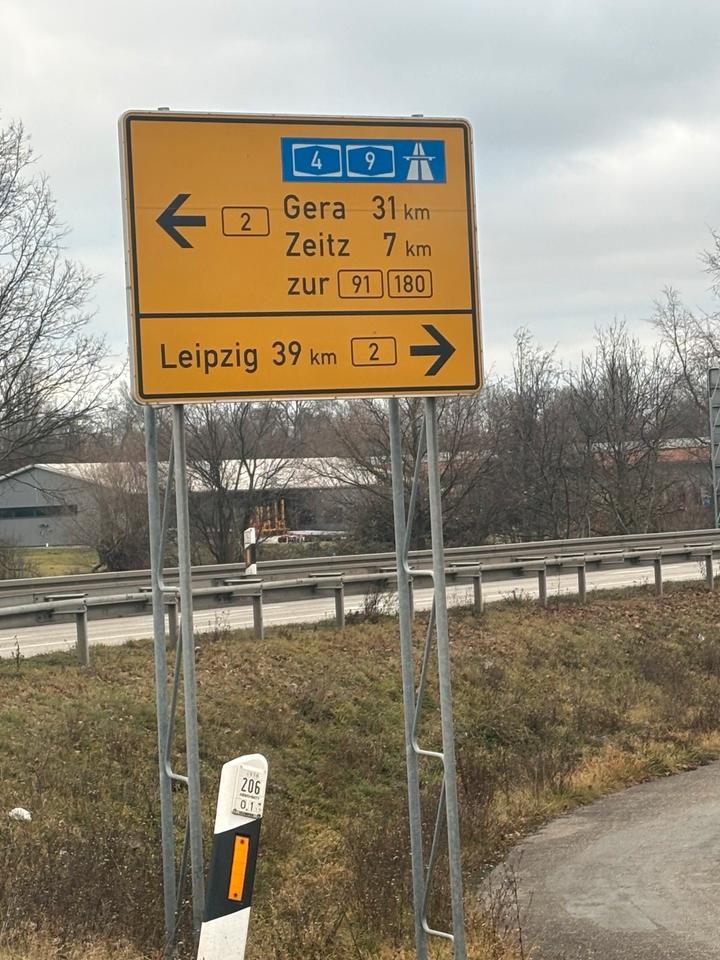 4 9
2 Gera 31 km
Zeitz 7 km
zur 91 180
Leipzig 39 km 2
206
0.1